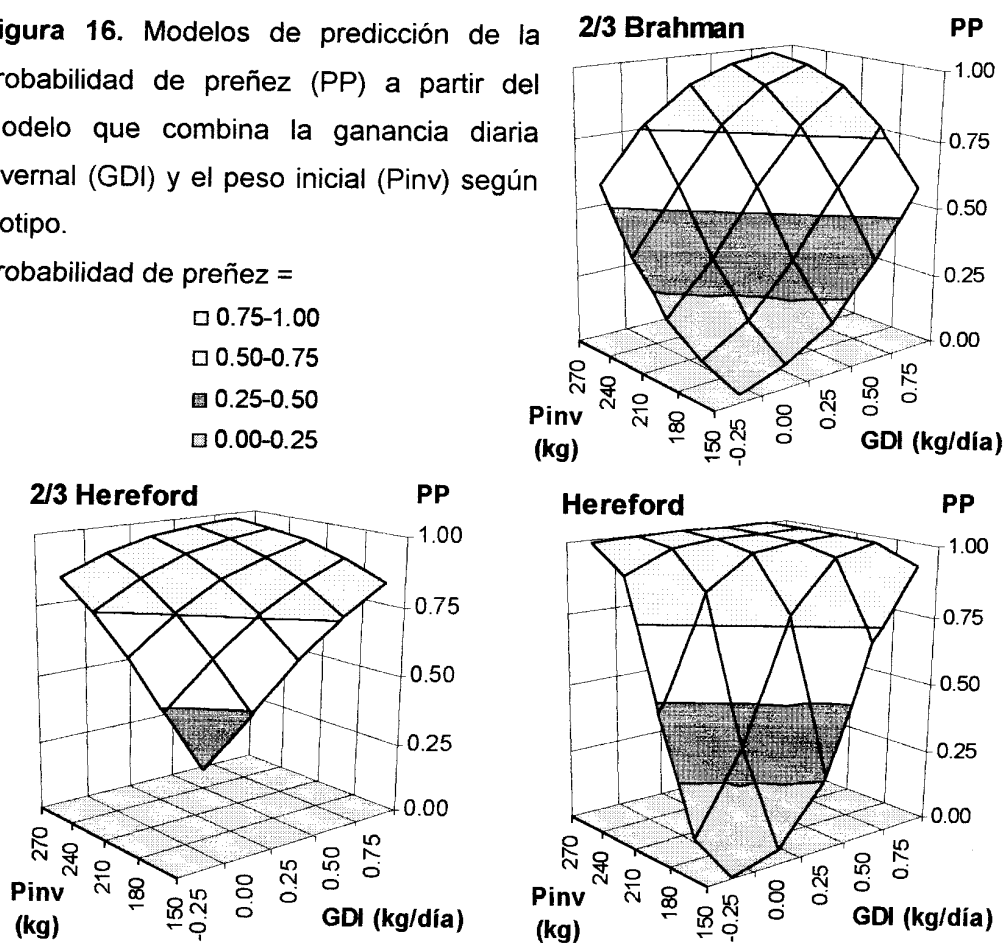 igura 16. Modelos de predicción de la
robabilidad de preñez (PP) a partir del
odelo que combina la ganancia diaria
vernal (GDI) y el peso inicial (Pinv) según
otipo.
robabilidad de preñez =
0.75-1.00
0.50-0.75
0.25-0.50
0.00-0.25
2/3 Brahman
PP
1.00
0.75
0.50
0.25
0.00
270
240
210
180
150
Pinv
(kg)
-0.25
0.00
0.25
0.50
0.75
GDI (kg/día)
2/3 Hereford
PP
1.00
0.75
0.50
0.25
0.00
270
240
210
180
150
Pinv
(kg)
-0.25
0.00
0.25
0.50
0.75
GDI (kg/día)
Hereford
PP
1.00
0.75
0.50
0.25
0.00
270
240
210
180
150
Pinv
(kg)
-0.25
0.00
0.25
0.50
0.75
GDI (kg/día)